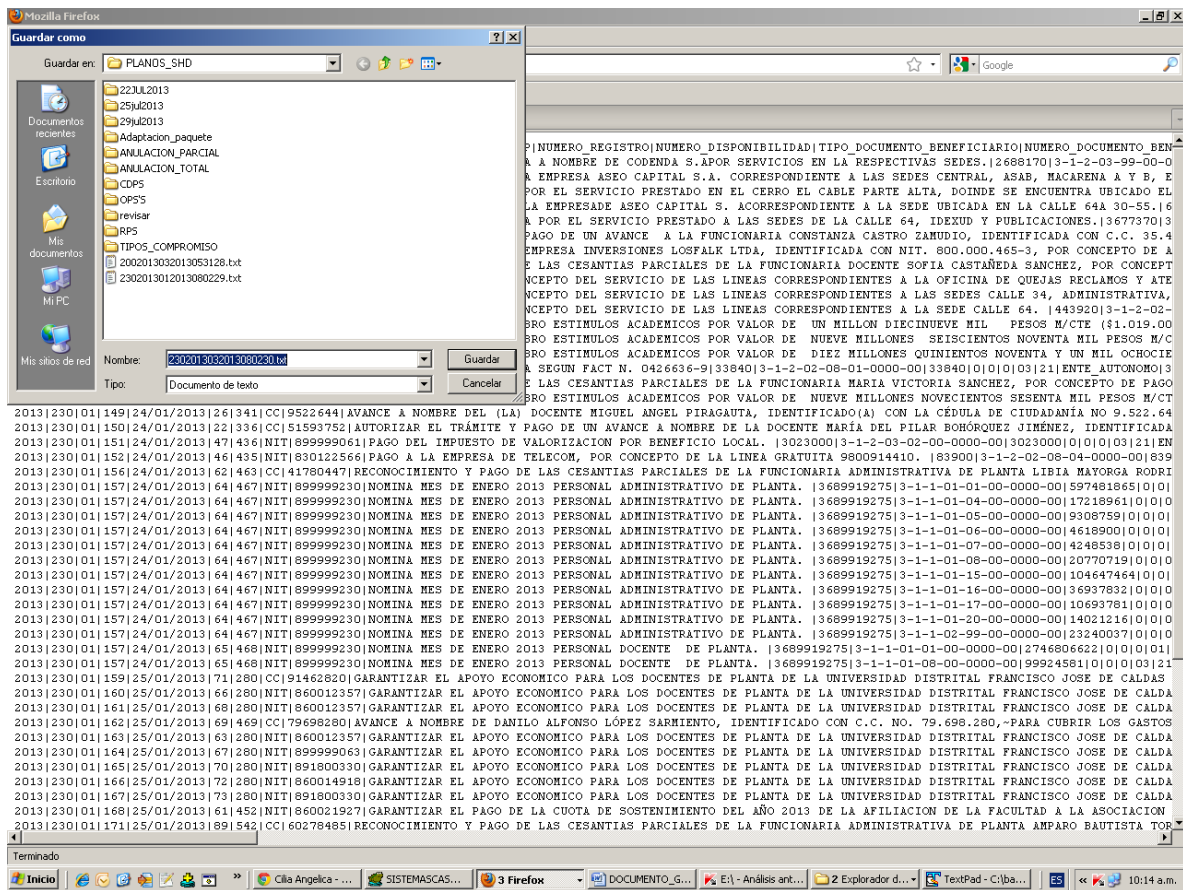 Mozilla Firefox
Guardar como
Guardar en:
PLANOS_SHD
Google
Documentos recientes
Escritorio
Mis documentos
Mi PC
Mis sitios de red
22JUL2013
25jul2013
29jul2013
Adaptacion_paquete
ANULACION_PARCIAL
ANULACION_TOTAL
CDPS
OPS'S
revisar
RPS
TIPOS_COMPROMISO
2002013032013053128.txt
2302013012013080229.txt
Nombre:
2302013032013080230.txt
Guardar
Tipo:
Documento de texto
Cancelar
P|NUMERO_REGISTRO|NUMERO_DISPONIBILIDAD|TIPO_DOCUMENTO_BENEFICIARIO|NUMERO_DOCUMENTO_BEN
A A NOMBRE DE CODENDA S.APOR SERVICIOS EN LA RESPECTIVAS SEDES.|2688170|3-1-2-03-99-00-0
A EMPRESA ASEO CAPITAL S.A. CORRESPONDIENTE A LAS SEDES CENTRAL, ASAB, MACARENA A Y B, E
POR EL SERVICIO PRESTADO EN EL CERRO EL CABLE PARTE ALTA, DOINDE SE ENCUENTRA UBICADO EL
LA EMPRESADE ASEO CAPITAL S. ACORRESPONDIENTE A LA SEDE UBICADA EN LA CALLE 64A 30-55.|6
A POR EL SERVICIO PRESTADO A LAS SEDES DE LA CALLE 64, IDEXUD Y PUBLICACIONES.|3677370|3
PAGO DE UN AVANCE A LA FUNCIONARIA CONSTANZA CASTRO ZAMUDIO, IDENTIFICADA CON C.C. 35.4
EMPRESA INVERSIONES LOSFALK LTDA, IDENTIFICADA CON NIT. 800.000.465-3, POR CONCEPTO DE A
E LAS CESANTIAS PARCIALES DE LA FUNCIONARIA DOCENTE SOFIA CASTAÑEDA SANCHEZ, POR CONCEPT
NCEPTO DEL SERVICIO DE LAS LINEAS CORRESPONDIENTES A LA OFICINA DE QUEJAS RECLAMOS Y ATE
NCEPTO DEL SERVICIO DE LAS LINEAS CORRESPONDIENTES A LAS SEDES CALLE 34, ADMINISTRATIVA,
NCEPTO DEL SERVICIO DE LAS LINEAS CORRESPONDIENTES A LA SEDE CALLE 64. |443920|3-1-2-02-
BRO ESTIMULOS ACADEMICOS POR VALOR DE UN MILLON DIECINUEVE MIL PESOS M/CTE ($1.019.00
BRO ESTIMULOS ACADEMICOS POR VALOR DE NUEVE MILLONES SEISCIENTOS NOVENTA MIL PESOS M/C
BRO ESTIMULOS ACADEMICOS POR VALOR DE DIEZ MILLONES QUINIENTOS NOVENTA Y UN MIL OCHOCIE
A SEGUN FACT N. 0426636-9|33840|3-1-2-02-08-01-0000-00|33840|0|0|0|03|21|ENTE_AUTONOMO|3
E LAS CESANTIAS PARCIALES DE LA FUNCIONARIA MARIA VICTORIA SANCHEZ, POR CONCEPTO DE PAGO
BRO ESTIMULOS ACADEMICOS POR VALOR DE NUEVE MILLONES NOVECIENTOS SESENTA MIL PESOS M/CT
2013|230|01|149|24/01/2013|26|341|CC|9522644|AVANCE A NOMBRE DEL (LA) DOCENTE MIGUEL ANGEL PIRAGAUTA, IDENTIFICADO(A) CON LA CÉDULA DE CIUDADANÍA NO 9.522.64
2013|230|01|150|24/01/2013|22|336|CC|51593752|AUTORIZAR EL TRÁMITE Y PAGO DE UN AVANCE A NOMBRE DE LA DOCENTE MARÍA DEL PILAR BOHÓRQUEZ JIMÉNEZ, IDENTIFICADA
2013|230|01|151|24/01/2013|47|436|NIT|899999061|PAGO DEL IMPUESTO DE VALORIZACION POR BENEFICIO LOCAL. |3023000|3-1-2-03-02-00-0000-00|3023000|0|0|0|03|21|EN
2013|230|01|152|24/01/2013|46|435|NIT|830122566|PAGO A LA EMPRESA DE TELECOM, POR CONCEPTO DE LA LINEA GRATUITA 9800914410. |83900|3-1-2-02-08-04-0000-00|839
2013|230|01|156|24/01/2013|62|463|CC|41780447|RECONOCIMIENTO Y PAGO DE LAS CESANTIAS PARCIALES DE LA FUNCIONARIA ADMINISTRATIVA DE PLANTA LIBIA MAYORGA RODRI
2013|230|01|157|24/01/2013|64|467|NIT|899999230|NOMINA MES DE ENERO 2013 PERSONAL ADMINISTRATIVO DE PLANTA. |3689919275|3-1-1-01-01-00-0000-00|597481865|0|0|
2013|230|01|157|24/01/2013|64|467|NIT|899999230|NOMINA MES DE ENERO 2013 PERSONAL ADMINISTRATIVO DE PLANTA. |3689919275|3-1-1-01-04-00-0000-00|17218961|0|0|0
2013|230|01|157|24/01/2013|64|467|NIT|899999230|NOMINA MES DE ENERO 2013 PERSONAL ADMINISTRATIVO DE PLANTA. |3689919275|3-1-1-01-05-00-0000-00|9308759|0|0|0|
2013|230|01|157|24/01/2013|64|467|NIT|899999230|NOMINA MES DE ENERO 2013 PERSONAL ADMINISTRATIVO DE PLANTA. |3689919275|3-1-1-01-06-00-0000-00|4618900|0|0|0|
2013|230|01|157|24/01/2013|64|467|NIT|899999230|NOMINA MES DE ENERO 2013 PERSONAL ADMINISTRATIVO DE PLANTA. |3689919275|3-1-1-01-07-00-0000-00|4248538|0|0|0|
2013|230|01|157|24/01/2013|64|467|NIT|899999230|NOMINA MES DE ENERO 2013 PERSONAL ADMINISTRATIVO DE PLANTA. |3689919275|3-1-1-01-08-00-0000-00|20770719|0|0|0
2013|230|01|157|24/01/2013|64|467|NIT|899999230|NOMINA MES DE ENERO 2013 PERSONAL ADMINISTRATIVO DE PLANTA. |3689919275|3-1-1-01-15-00-0000-00|104647464|0|0|
2013|230|01|157|24/01/2013|64|467|NIT|899999230|NOMINA MES DE ENERO 2013 PERSONAL ADMINISTRATIVO DE PLANTA. |3689919275|3-1-1-01-16-00-0000-00|36937832|0|0|0
2013|230|01|157|24/01/2013|64|467|NIT|899999230|NOMINA MES DE ENERO 2013 PERSONAL ADMINISTRATIVO DE PLANTA. |3689919275|3-1-1-01-17-00-0000-00|10693781|0|0|0
2013|230|01|157|24/01/2013|64|467|NIT|899999230|NOMINA MES DE ENERO 2013 PERSONAL ADMINISTRATIVO DE PLANTA. |3689919275|3-1-1-01-20-00-0000-00|14021216|0|0|0
2013|230|01|157|24/01/2013|64|467|NIT|899999230|NOMINA MES DE ENERO 2013 PERSONAL ADMINISTRATIVO DE PLANTA. |3689919275|3-1-1-02-99-00-0000-00|23240037|0|0|0
2013|230|01|157|24/01/2013|65|468|NIT|899999230|NOMINA MES DE ENERO 2013 PERSONAL DOCENTE DE PLANTA. |3689919275|3-1-1-01-01-00-0000-00|2746806622|0|0|0|01|
2013|230|01|157|24/01/2013|65|468|NIT|899999230|NOMINA MES DE ENERO 2013 PERSONAL DOCENTE DE PLANTA. |3689919275|3-1-1-01-08-00-0000-00|99924581|0|0|0|03|21
2013|230|01|159|25/01/2013|71|280|CC|91462820|GARANTIZAR EL APOYO ECONOMICO PARA LOS DOCENTES DE PLANTA DE LA UNIVERSIDAD DISTRITAL FRANCISCO JOSE DE CALDAS
2013|230|01|160|25/01/2013|66|280|NIT|860012357|GARANTIZAR EL APOYO ECONOMICO PARA LOS DOCENTES DE PLANTA DE LA UNIVERSIDAD DISTRITAL FRANCISCO JOSE DE CALDA
2013|230|01|161|25/01/2013|68|280|NIT|860012357|GARANTIZAR EL APOYO ECONOMICO PARA LOS DOCENTES DE PLANTA DE LA UNIVERSIDAD DISTRITAL FRANCISCO JOSE DE CALDA
2013|230|01|162|25/01/2013|69|469|CC|79698280|AVANCE A NOMBRE DE DANILO ALFONSO LÓPEZ SARMIENTO, IDENTIFICADO CON C.C. NO. 79.698.280,~PARA CUBRIR LOS GASTOS
2013|230|01|163|25/01/2013|63|280|NIT|860012357|GARANTIZAR EL APOYO ECONOMICO PARA LOS DOCENTES DE PLANTA DE LA UNIVERSIDAD DISTRITAL FRANCISCO JOSE DE CALDA
2013|230|01|164|25/01/2013|67|280|NIT|899999063|GARANTIZAR EL APOYO ECONOMICO PARA LOS DOCENTES DE PLANTA DE LA UNIVERSIDAD DISTRITAL FRANCISCO JOSE DE CALDA
2013|230|01|165|25/01/2013|70|280|NIT|891800330|GARANTIZAR EL APOYO ECONOMICO PARA LOS DOCENTES DE PLANTA DE LA UNIVERSIDAD DISTRITAL FRANCISCO JOSE DE CALDA
2013|230|01|166|25/01/2013|72|280|NIT|860014918|GARANTIZAR EL APOYO ECONOMICO PARA LOS DOCENTES DE PLANTA DE LA UNIVERSIDAD DISTRITAL FRANCISCO JOSE DE CALDA
2013|230|01|167|25/01/2013|73|280|NIT|891800330|GARANTIZAR EL APOYO ECONOMICO PARA LOS DOCENTES DE PLANTA DE LA UNIVERSIDAD DISTRITAL FRANCISCO JOSE DE CALDA
2013|230|01|168|25/01/2013|61|452|NIT|860021927|GARANTIZAR EL PAGO DE LA CUOTA DE SOSTENIMIENTO DEL AÑO 2013 DE LA AFILIACION DE LA FACULTAD A LA ASOCIACION
2013|230|01|171|25/01/2013|89|542|CC|60278485|RECONOCIMIENTO Y PAGO DE LAS CESANTIAS PARCIALES DE LA FUNCIONARIA ADMINISTRATIVA DE PLANTA AMPARO BAUTISTA TOR
Terminado
Inicio
Cilia Angelica - ...
SISTEMASCAS...
3 Firefox
DOCUMENTO_G...
E:\ - Análisis ant...
2 Explorador d...
TextPad - C:\ba...
ES
10:14 a.m.